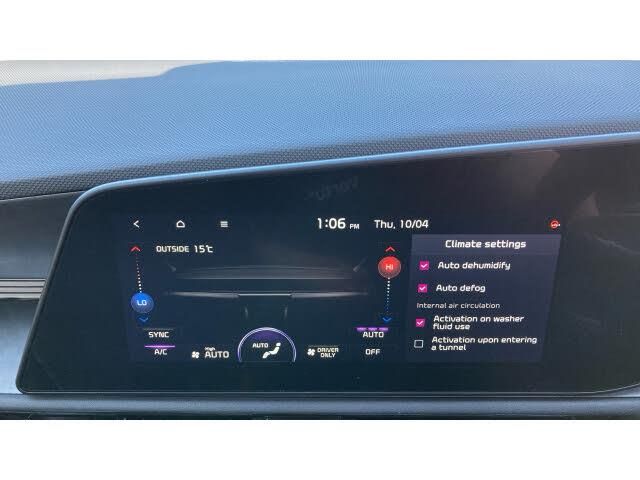 1:06 PM Thu, 10/04
OUTSIDE 15℃
HI
LO
SYNC
A/C
High
AUTO
AUTO
DRIVER
ONLY
AUTO
OFF
Climate settings
Auto dehumidify
Auto defog
Internal air circulation
Activation on washer
fluid use
Activation upon entering
a tunnel